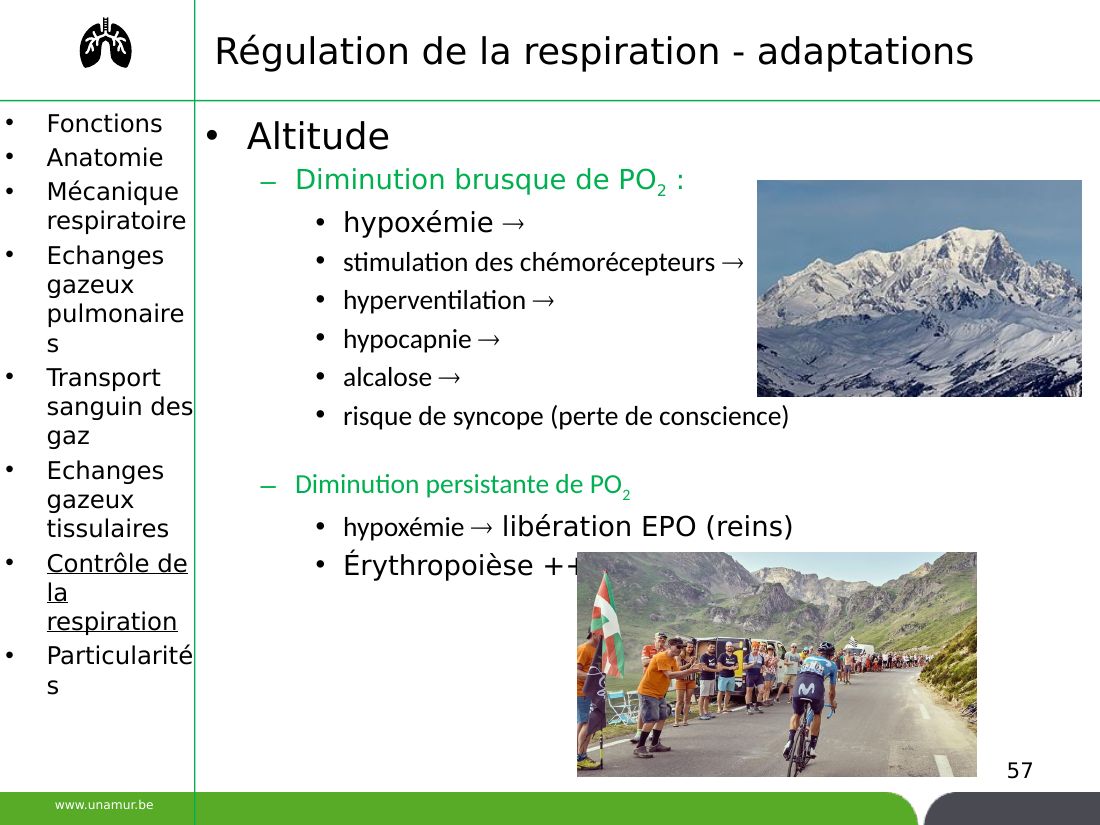 Régulation de la respiration - adaptations
• Fonctions
• Anatomie
• Mécanique
respiratoire
• Echanges
gazeux
pulmonaire
s
• Transport
sanguin des
gaz
• Echanges
gazeux
tissulaires
• Contrôle de
la
respiration
• Particularité
s
• Altitude
– Diminution brusque de PO₂ :
• hypoxémie →
• stimulation des chémorécepteurs →
• hyperventilation →
• hypocapnie →
• alcalose →
• risque de syncope (perte de conscience)
– Diminution persistante de PO₂
• hypoxémie → libération EPO (reins)
• Érythropoièse ++
M
57
www.unamur.be